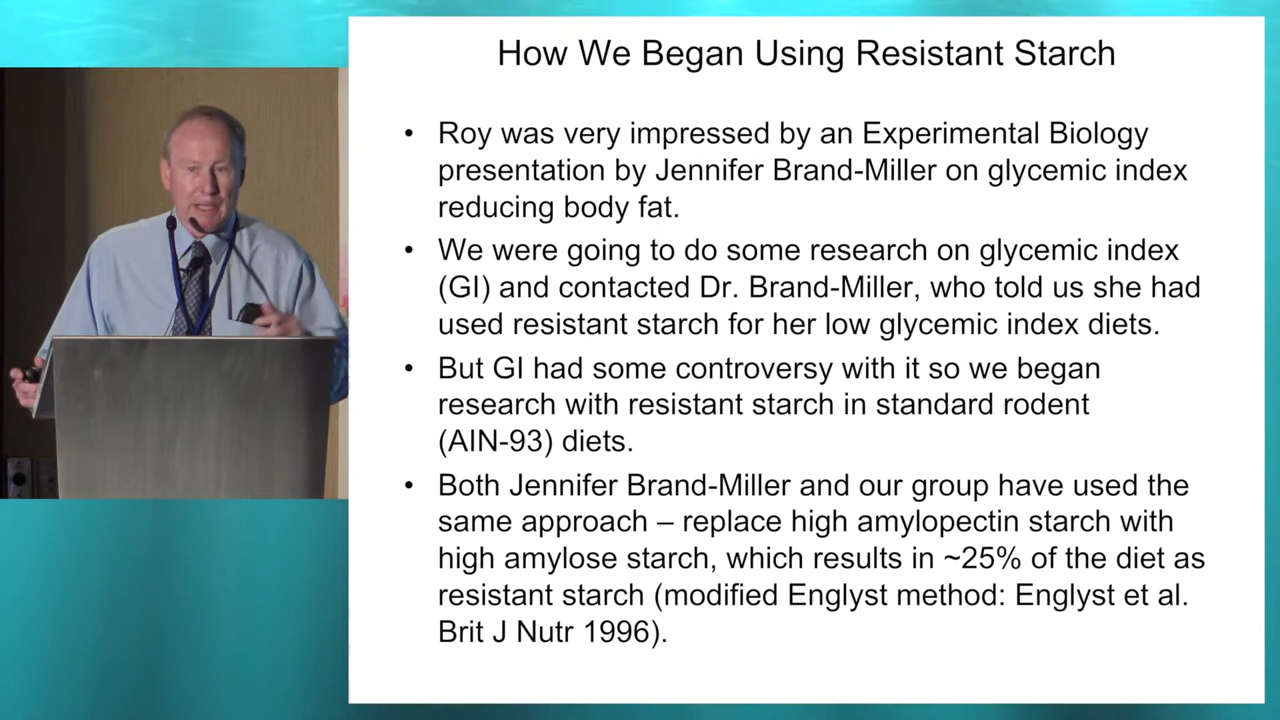 How We Began Using Resistant Starch
• Roy was very impressed by an Experimental Biology
presentation by Jennifer Brand-Miller on glycemic index
reducing body fat.
• We were going to do some research on glycemic index
(GI) and contacted Dr. Brand-Miller, who told us she had
used resistant starch for her low glycemic index diets.
• But GI had some controversy with it so we began
research with resistant starch in standard rodent
(AIN-93) diets.
• Both Jennifer Brand-Miller and our group have used the
same approach – replace high amylopectin starch with
high amylose starch, which results in ~25% of the diet as
resistant starch (modified Englyst method: Englyst et al.
Brit J Nutr 1996).